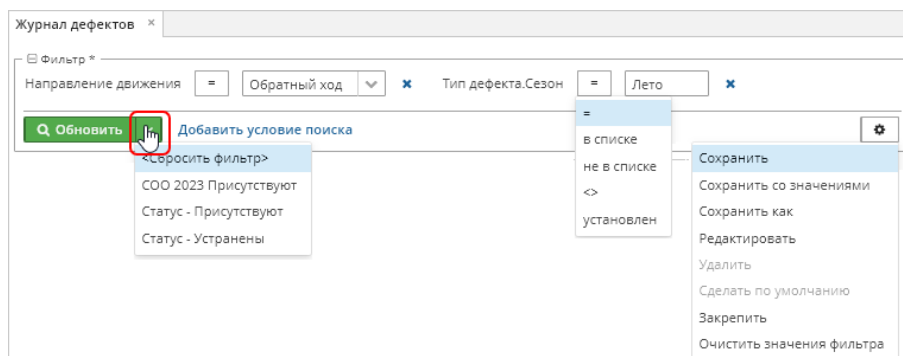 Журнал дефектов ×
Фильтр *
Направление движения = Обратный ход × Тип дефекта.Сезон = Лето ×
Обновить Добавить условие поиска
<Сбросить фильтр>
СОО 2023 Присутствуют
Статус - Присутствуют
Статус - Устранены
=
в списке
не в списке
<>
установлен
Сохранить
Сохранить со значениями
Сохранить как
Редактировать
Удалить
Сделать по умолчанию
Закрепить
Очистить значения фильтра